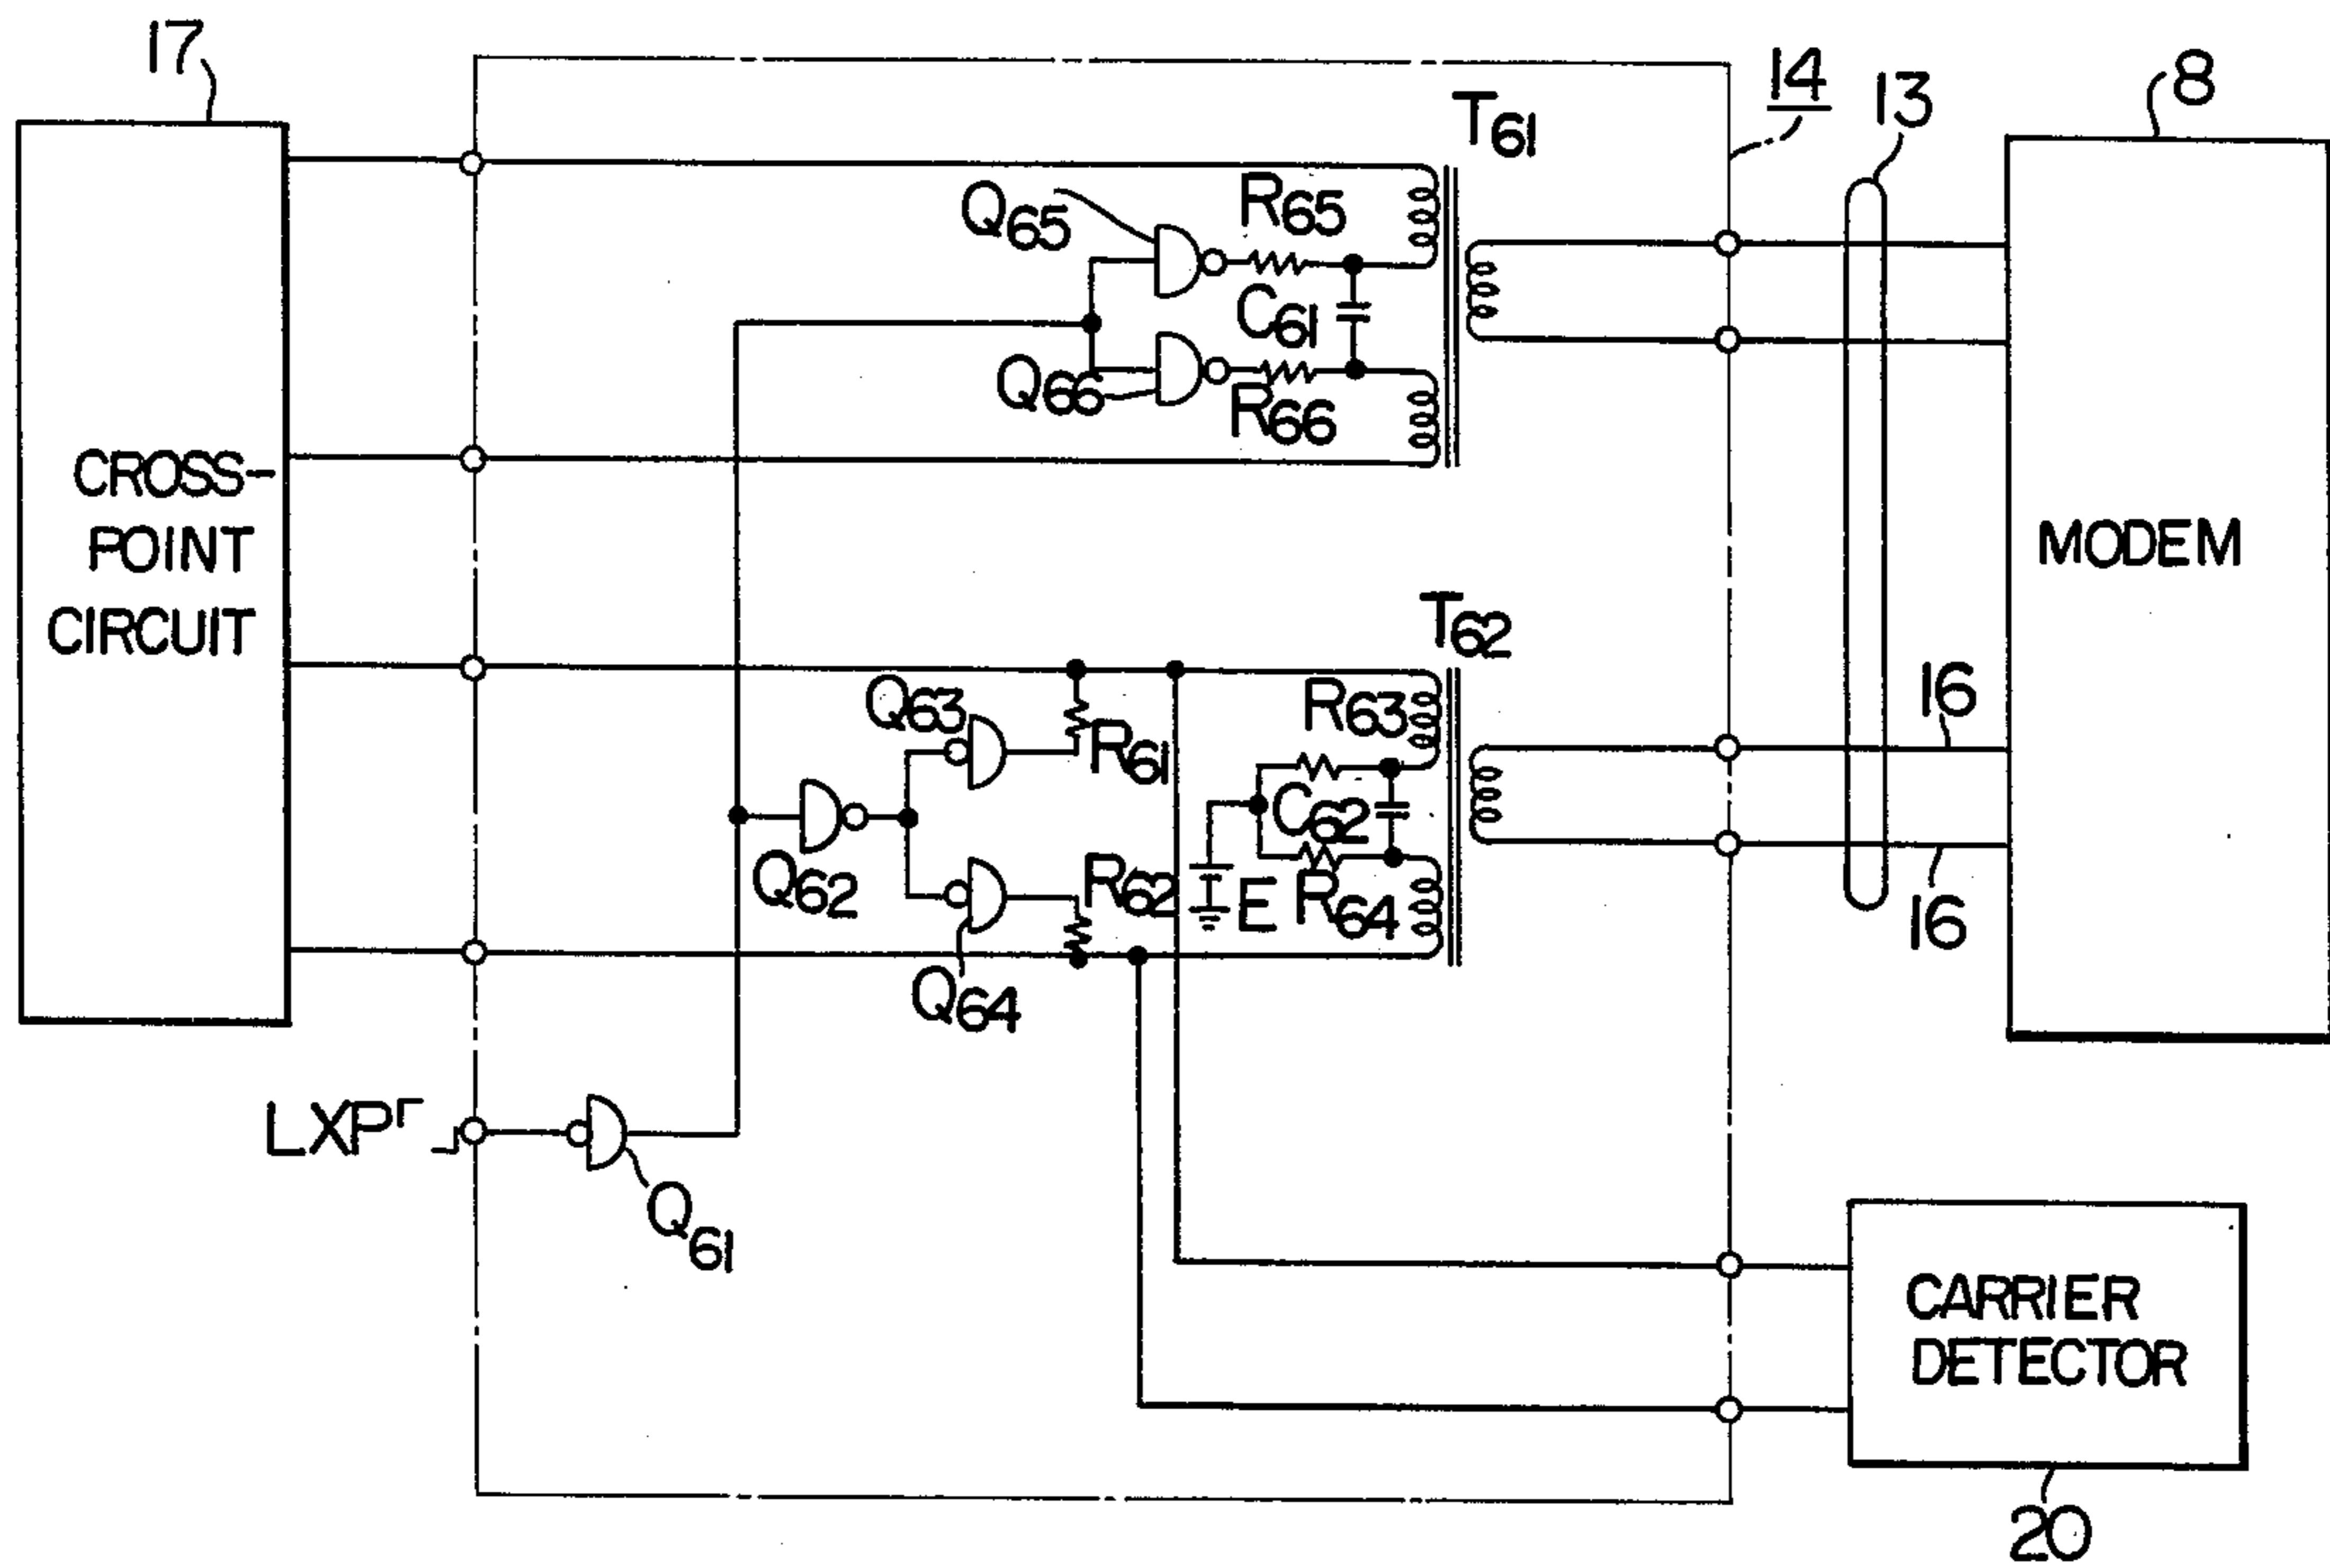 17
14
13
8
T61
Q65
R65
C61
Q66
R66
CROSS-
POINT
CIRCUIT
MODEM
T62
Q63
R61
R63
16
C62
Q62
R62
E
R64
16
Q64
LXP
Q61
CARRIER
DETECTOR
20